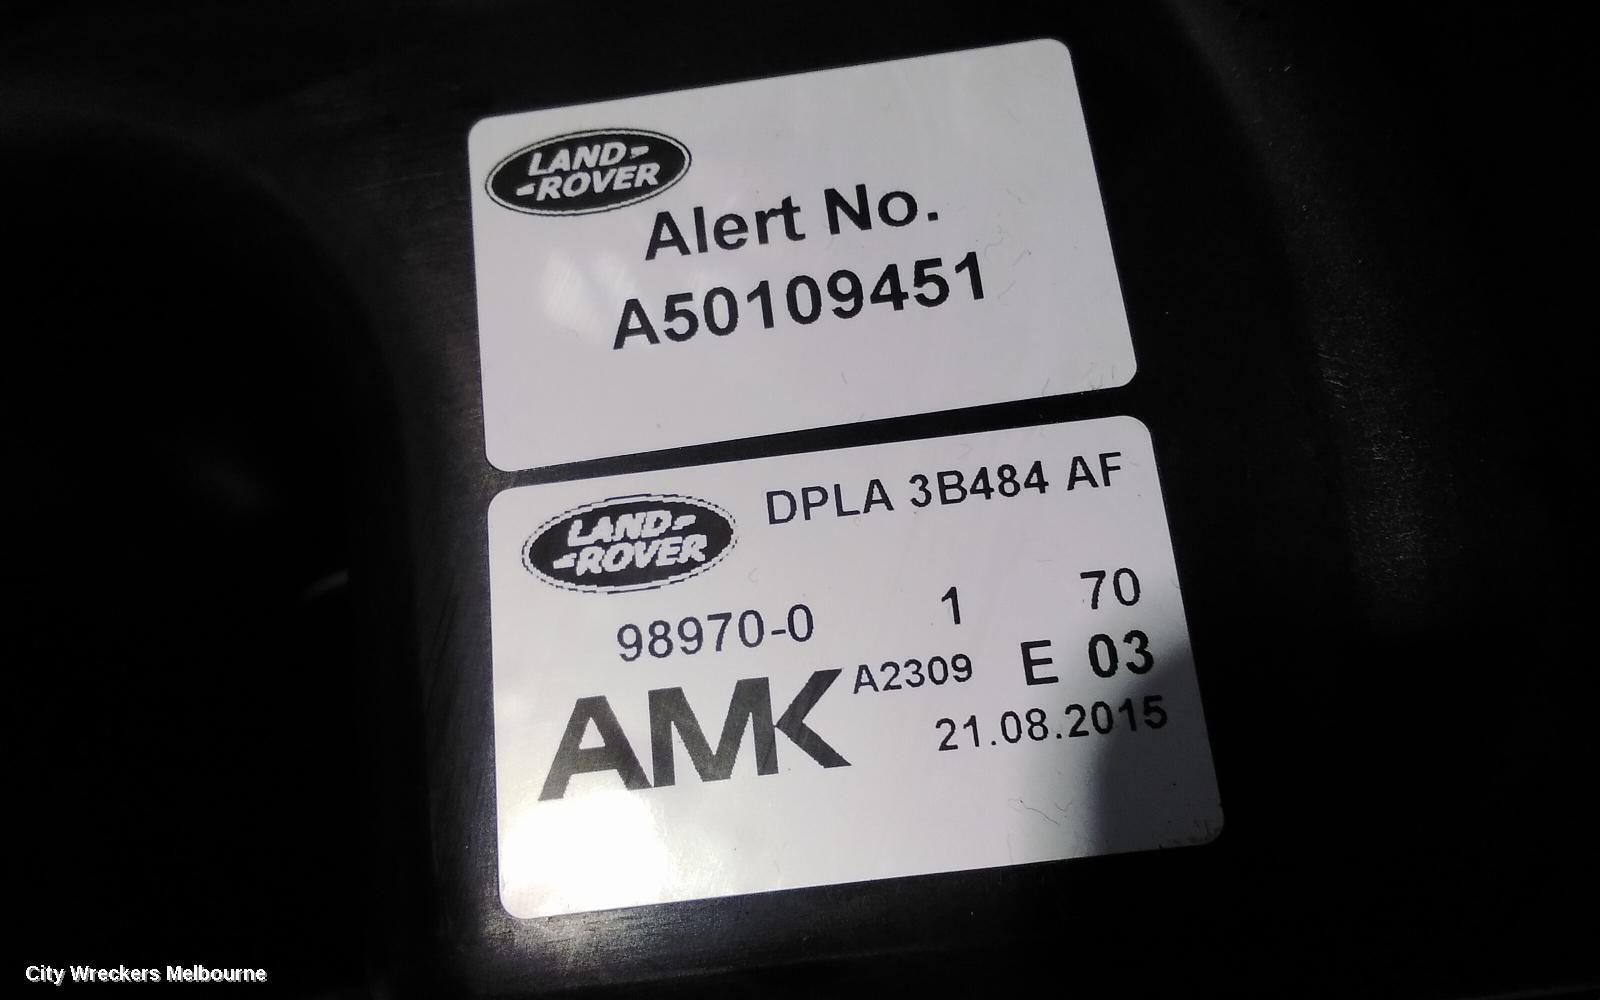 LAND-
-ROVER
Alert No.
A50109451
LAND-
-ROVER
DPLA 3B484 AF
98970-0 1 70
AMK A2309 E 03
21.08.2015
City Wreckers Melbourne